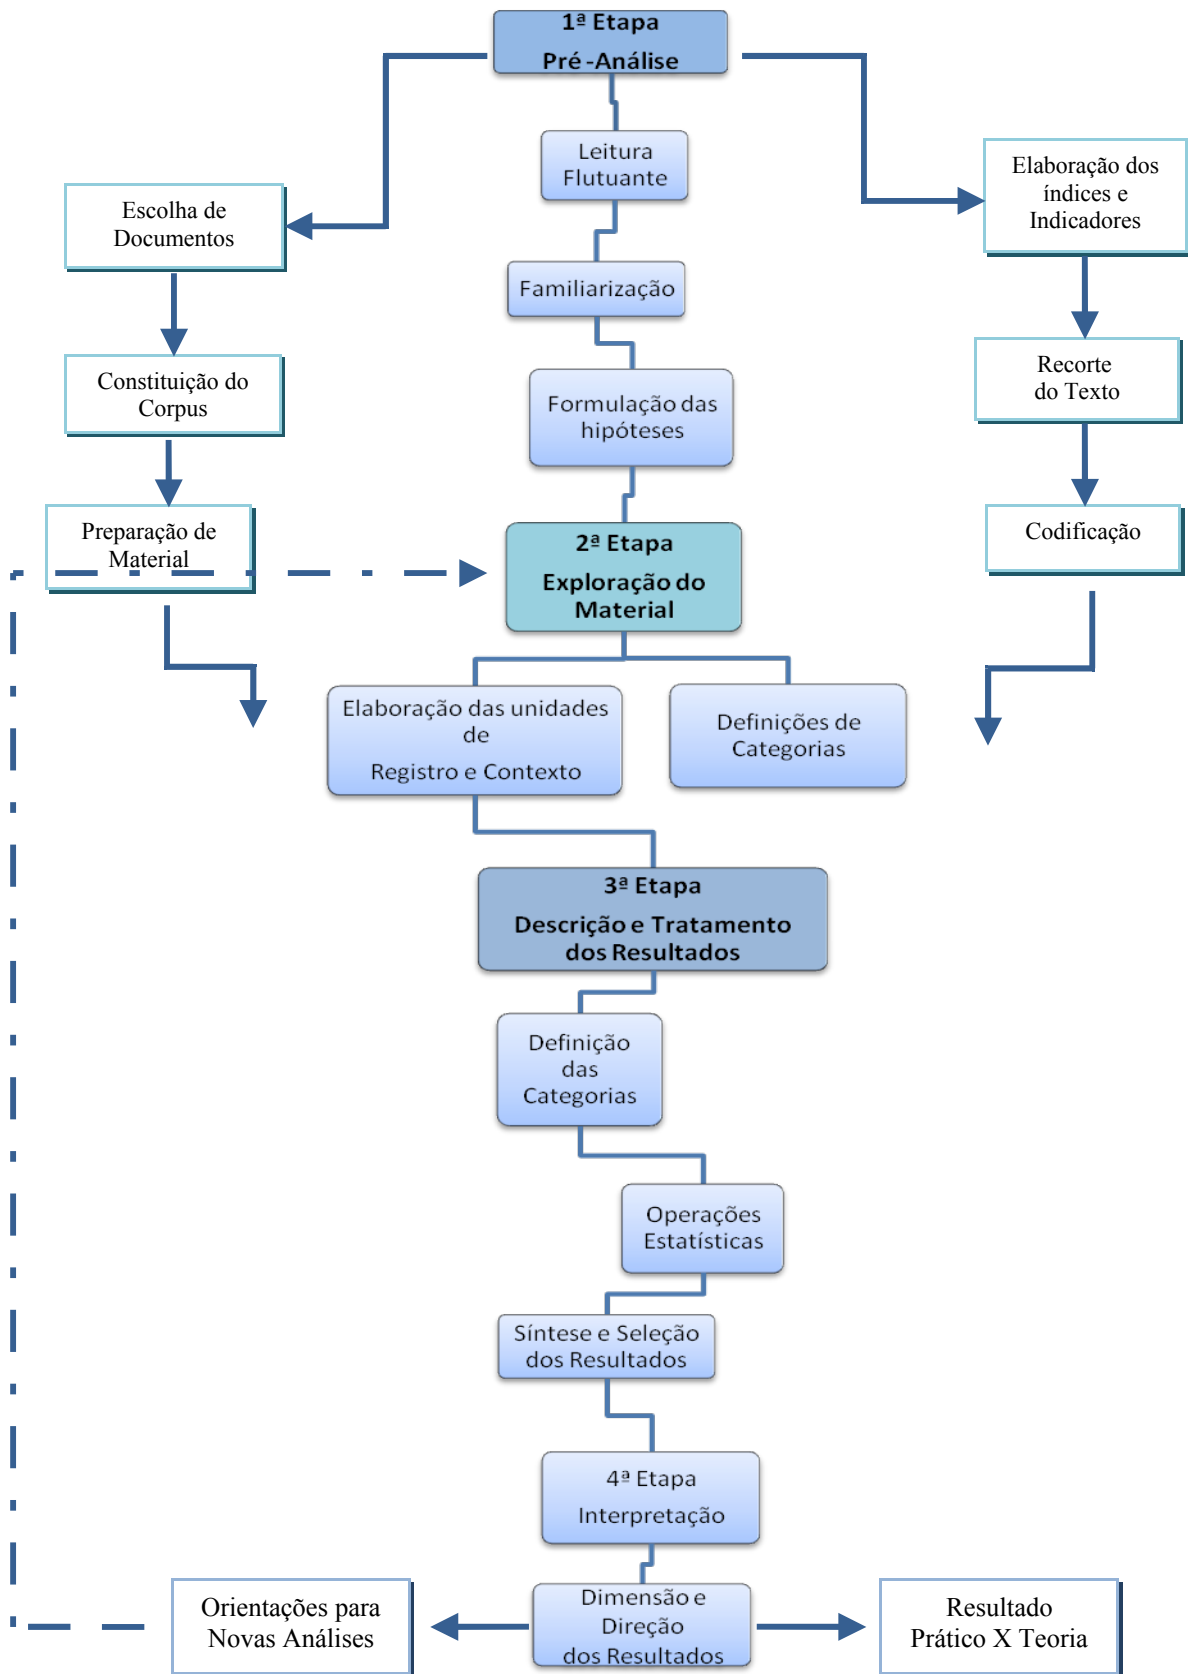 1ª Etapa
Pré -Análise
Leitura
Flutuante
Elaboração dos
índices e
Indicadores
Escolha de
Documentos
Familiarização
Constituição do
Corpus
Recorte
do Texto
Formulação das
hipóteses
Preparação de
Material
2ª Etapa
Exploração do
Material
Codificação
Elaboração das unidades
de
Registro e Contexto
Definições de
Categorias
3ª Etapa
Descrição e Tratamento
dos Resultados
Definição
das
Categorias
Operações
Estatísticas
Síntese e Seleção
dos Resultados
4ª Etapa
Interpretação
Orientações para
Novas Análises
Dimensão e
Direção
dos Resultados
Resultado
Prático X Teoria